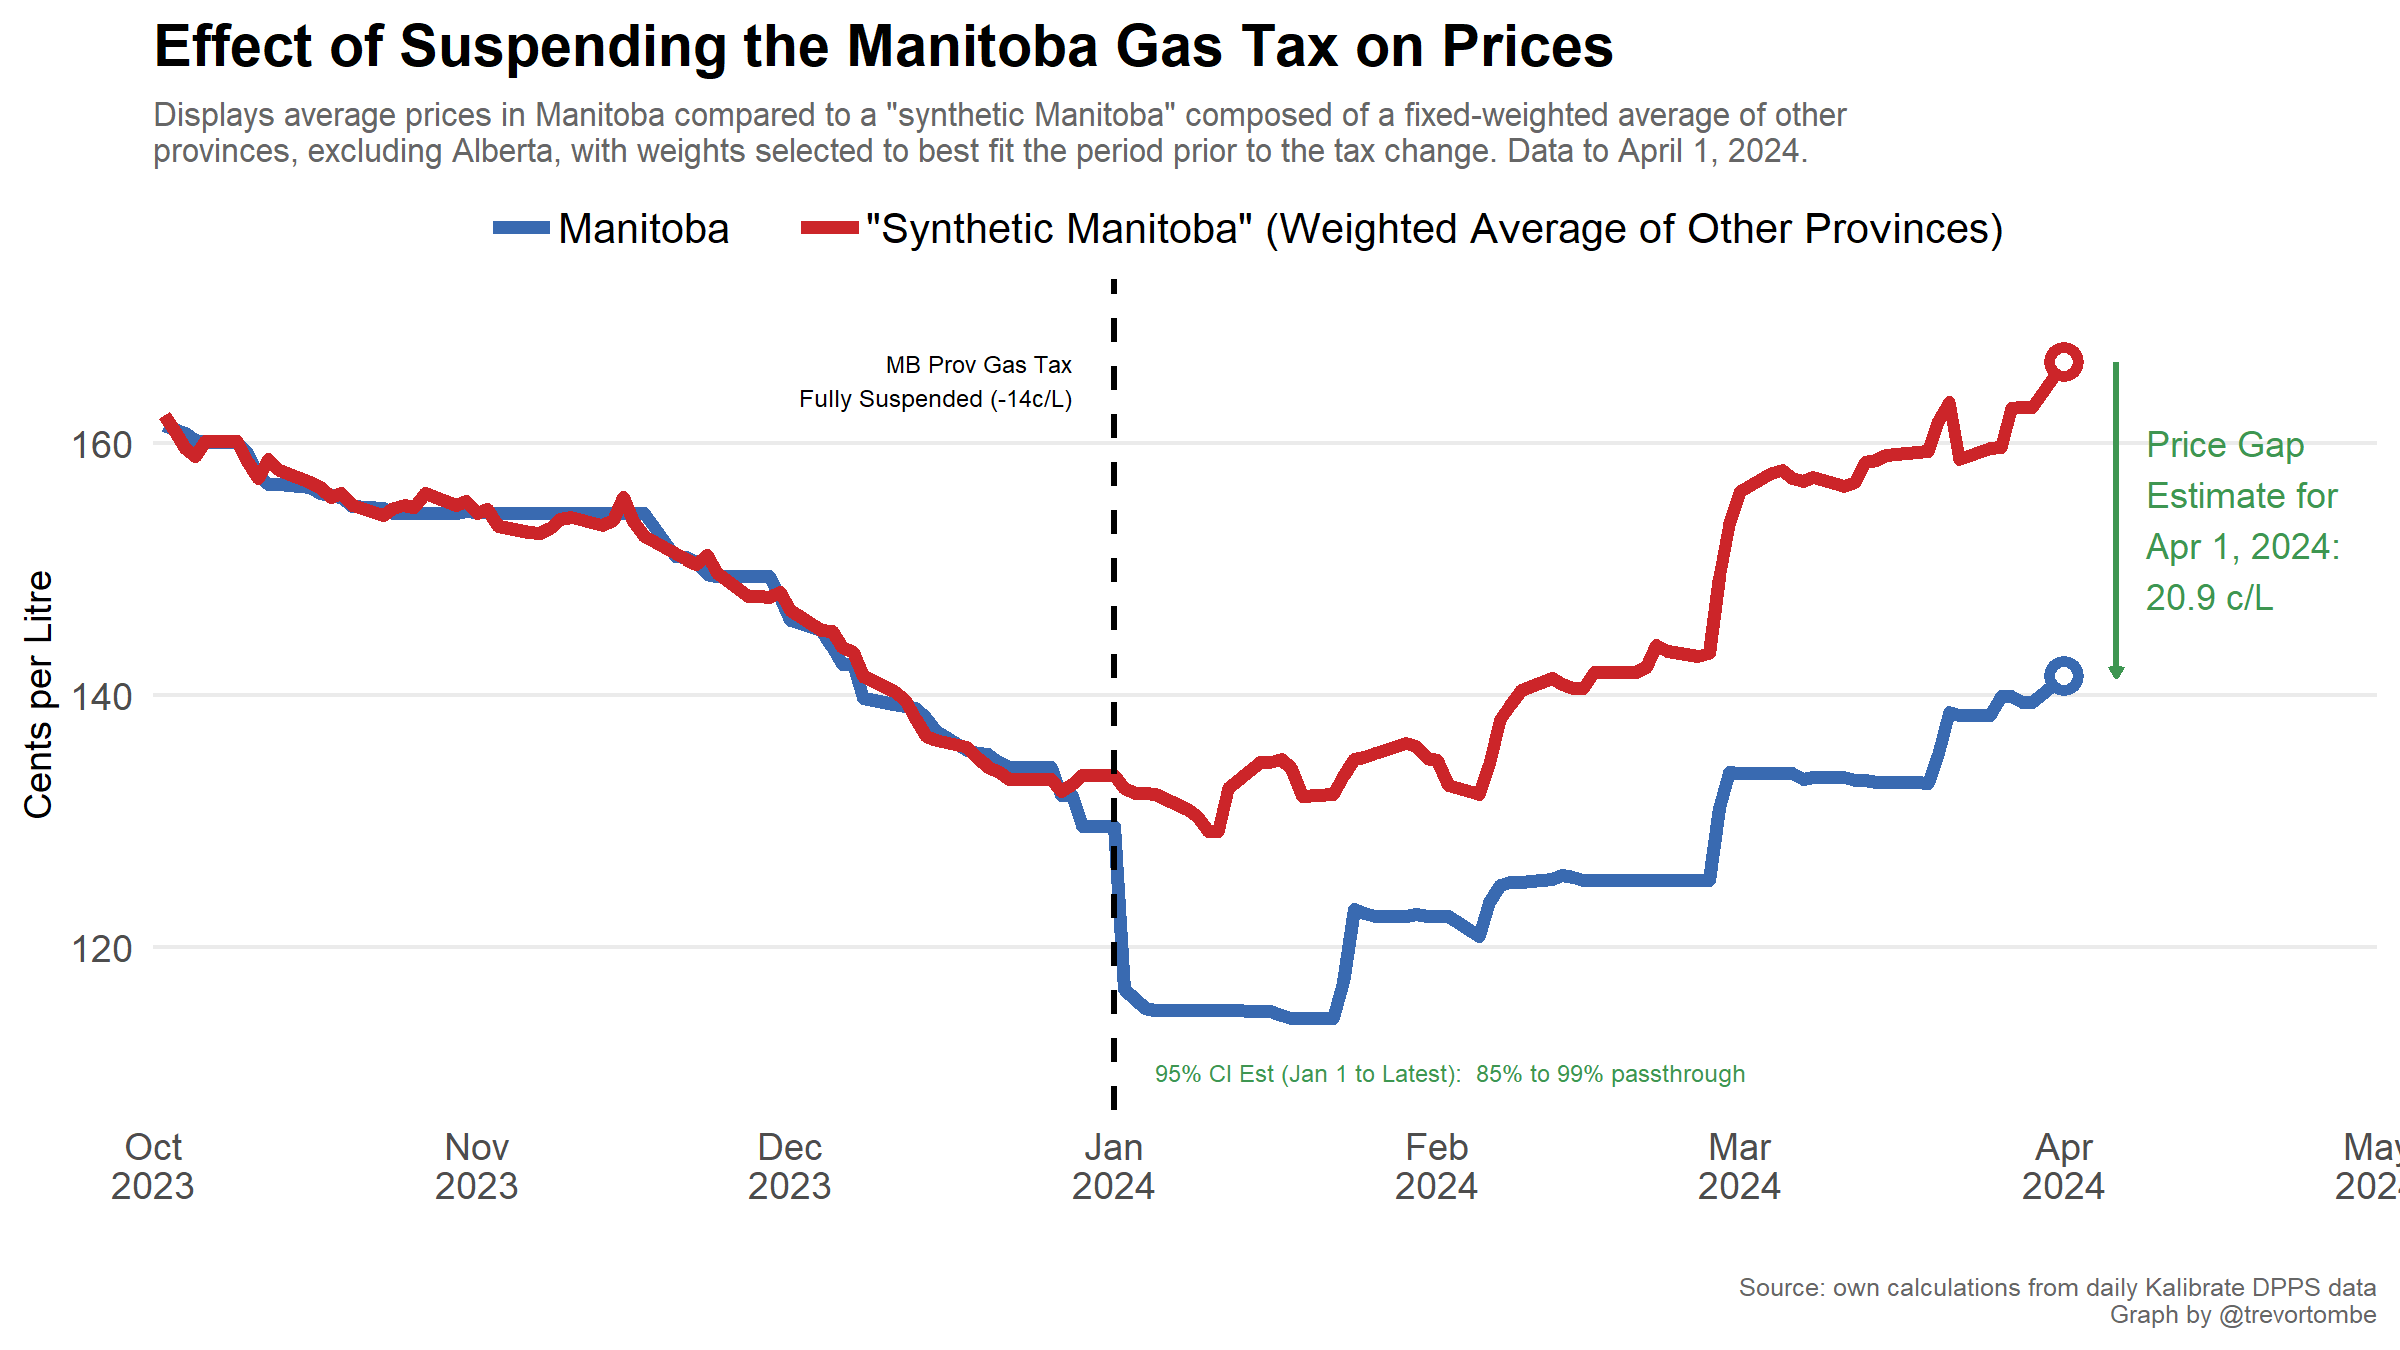 Effect of Suspending the Manitoba Gas Tax on Prices
Displays average prices in Manitoba compared to a "synthetic Manitoba" composed of a fixed-weighted average of other
provinces, excluding Alberta, with weights selected to best fit the period prior to the tax change. Data to April 1, 2024.
Manitoba "Synthetic Manitoba" (Weighted Average of Other Provinces)
MB Prov Gas Tax
Fully Suspended (-14c/L)
Cents per Litre
160
140
120
Price Gap
Estimate for
Apr 1, 2024:
20.9 c/L
95% CI Est (Jan 1 to Latest): 85% to 99% passthrough
Oct Nov Dec Jan Feb Mar Apr May
2023 2023 2023 2024 2024 2024 2024 202
Source: own calculations from daily Kalibrate DPPS data
Graph by @trevortombe